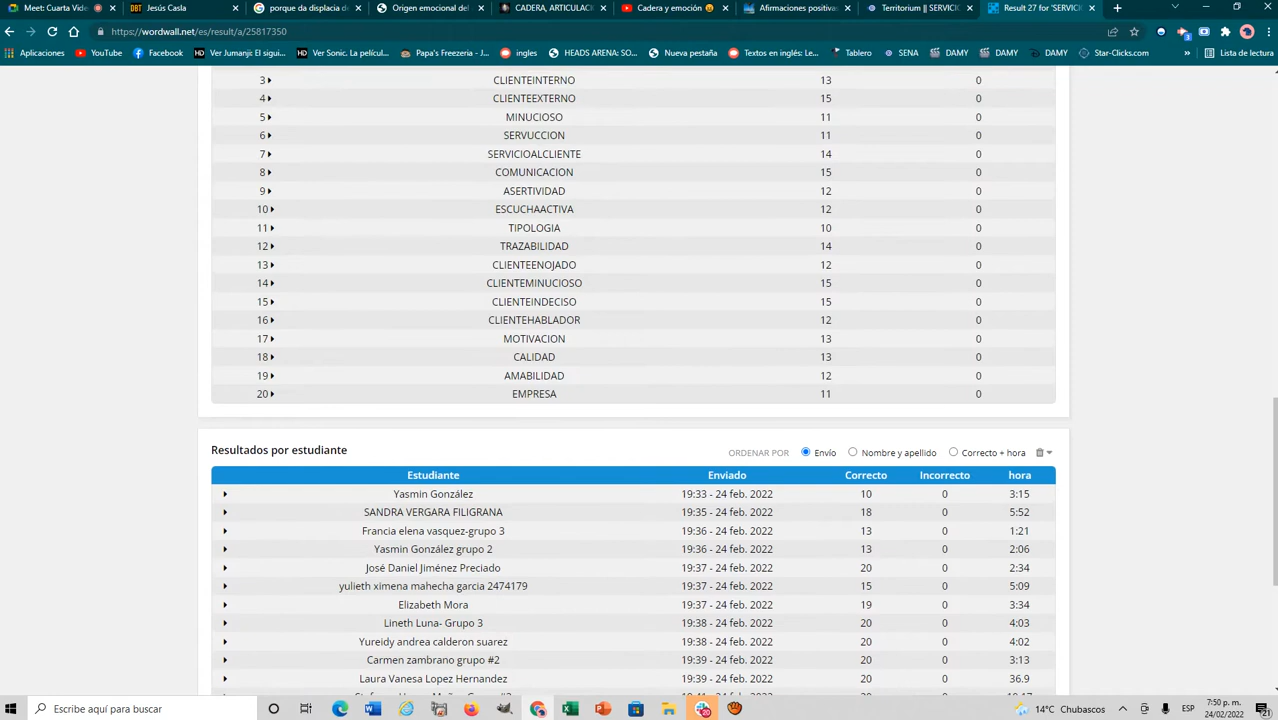 Meet: Cuarta Vide
Jesús Casla
porque da displacia d
Origen emocional del
CADERA, ARTICULAC
Cadera y emoción
Afirmaciones positivas
Territorium || SERVIC
Result 27 for 'SERVIC
https://wordwall.net/es/result/a/25817350
Aplicaciones
YouTube
Facebook
Ver Jumanji: El sigui...
Ver Sonic. La pelícu...
Papa's Freezeria - J...
ingles
HEADS ARENA: SO...
Nueva pestaña
Textos en inglés: Le...
Tablero
SENA
DAMY
DAMY
DAMY
Star-Clicks.com
»
Lista de lectura
3 CLIENTEINTERNO 13 0
4 CLIENTEEXTERNO 15 0
5 MINUCIOSO 11 0
6 SERVUCCION 11 0
7 SERVICIOALCLIENTE 14 0
8 COMUNICACION 15 0
9 ASERTIVIDAD 12 0
10 ESCUCHAACTIVA 12 0
11 TIPOLOGIA 10 0
12 TRAZABILIDAD 14 0
13 CLIENTEENOJADO 12 0
14 CLIENTEMINUCIOSO 15 0
15 CLIENTEINDECISO 15 0
16 CLIENTEHABLADOR 12 0
17 MOTIVACION 13 0
18 CALIDAD 13 0
19 AMABILIDAD 12 0
20 EMPRESA 11 0
Resultados por estudiante
ORDENAR POR Envío Nombre y apellido Correcto + hora
Estudiante Enviado Correcto Incorrecto hora
Yasmin González 19:33 - 24 feb. 2022 10 0 3:15
SANDRA VERGARA FILIGRANA 19:35 - 24 feb. 2022 18 0 5:52
Francia elena vasquez-grupo 3 19:36 - 24 feb. 2022 13 0 1:21
Yasmin González grupo 2 19:36 - 24 feb. 2022 13 0 2:06
José Daniel Jiménez Preciado 19:37 - 24 feb. 2022 20 0 2:34
yulieth ximena mahecha garcia 2474179 19:37 - 24 feb. 2022 15 0 5:09
Elizabeth Mora 19:37 - 24 feb. 2022 19 0 3:34
Lineth Luna- Grupo 3 19:38 - 24 feb. 2022 20 0 4:03
Yureidy andrea calderon suarez 19:38 - 24 feb. 2022 20 0 4:02
Carmen zambrano grupo #2 19:39 - 24 feb. 2022 20 0 3:13
Laura Vanesa Lopez Hernandez 19:39 - 24 feb. 2022 20 0 36.9
Escribe aquí para buscar
14°C Chubascos
ESP
7:50 p. m.
24/02/2022